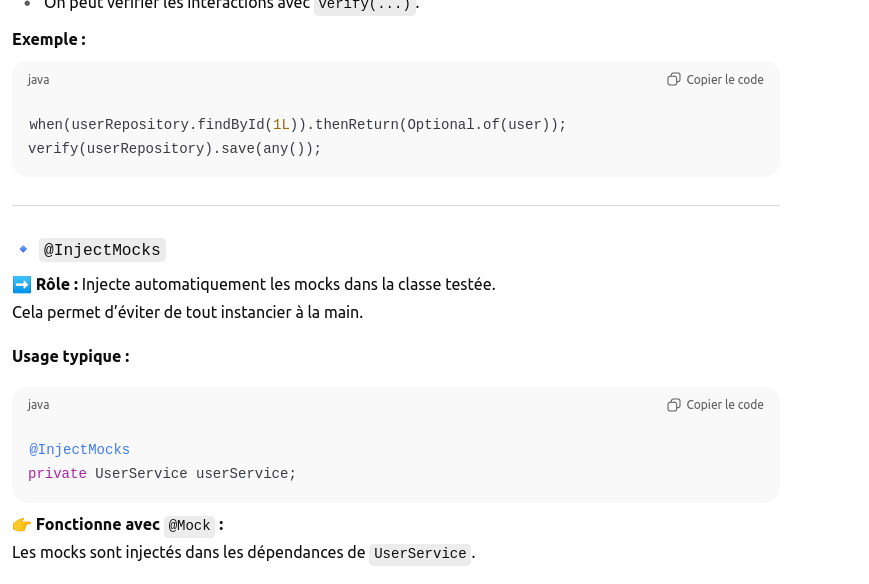 On peut vérifier les interactions avec verify(...).
Exemple :
java
Copier le code
when(userRepository.findById(1L)).thenReturn(Optional.of(user));
verify(userRepository).save(any());
@InjectMocks
Rôle : Injecte automatiquement les mocks dans la classe testée.
Cela permet d’éviter de tout instancier à la main.
Usage typique :
java
Copier le code
@InjectMocks
private UserService userService;
Fonctionne avec @Mock :
Les mocks sont injectés dans les dépendances de UserService.